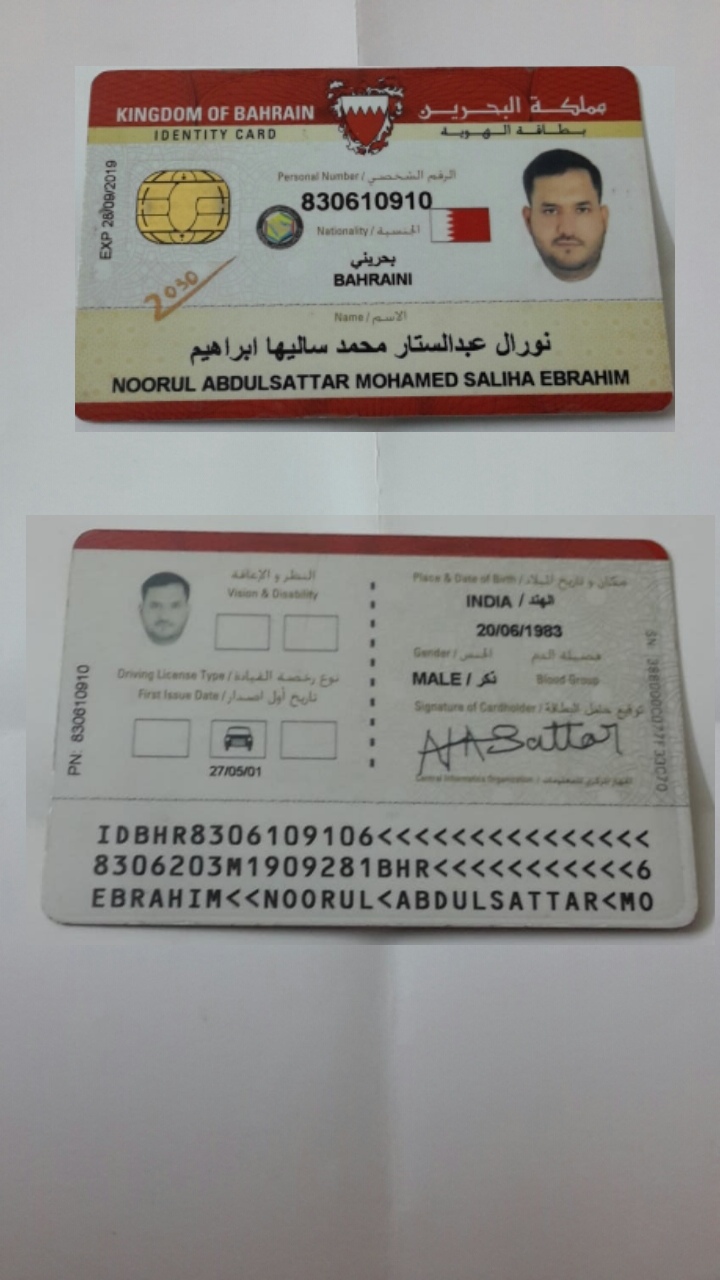 KINGDOM OF BAHRAIN مملكة البحرين
IDENTITY CARD بطاقة الهوية
EXP 28/09/2019
Personal Number / الرقم الشخصي
830610910
Nationality / الجنسية
بحريني
BAHRAINI
2030
Name / الاسم
نورال عبدالستار محمد ساليها ابراهيم
NOORUL ABDULSATTAR MOHAMED SALIHA EBRAHIM
النظر و الإعاقة
Vision & Disability
Driving License Type / نوع رخصة القيادة
First Issue Date / تاريخ أول اصدار
27/05/01
PN: 830610910
Place & Date of Birth / مكان و تاريخ الميلاد
INDIA / الهند
20/06/1983
Gender / الجنس فصيلة الدم
MALE / ذكر Blood Group
Signature of Cardholder / توقيع حامل البطاقة
AHA Sattar
Central Informatics Organization / الجهاز المركزي للمعلومات
SN:
IDBHR8306109106<<<<<<<<<<<<<<<
8306203M1909281BHR<<<<<<<<<<<6
EBRAHIM<<NOORUL<ABDULSATTAR<MO